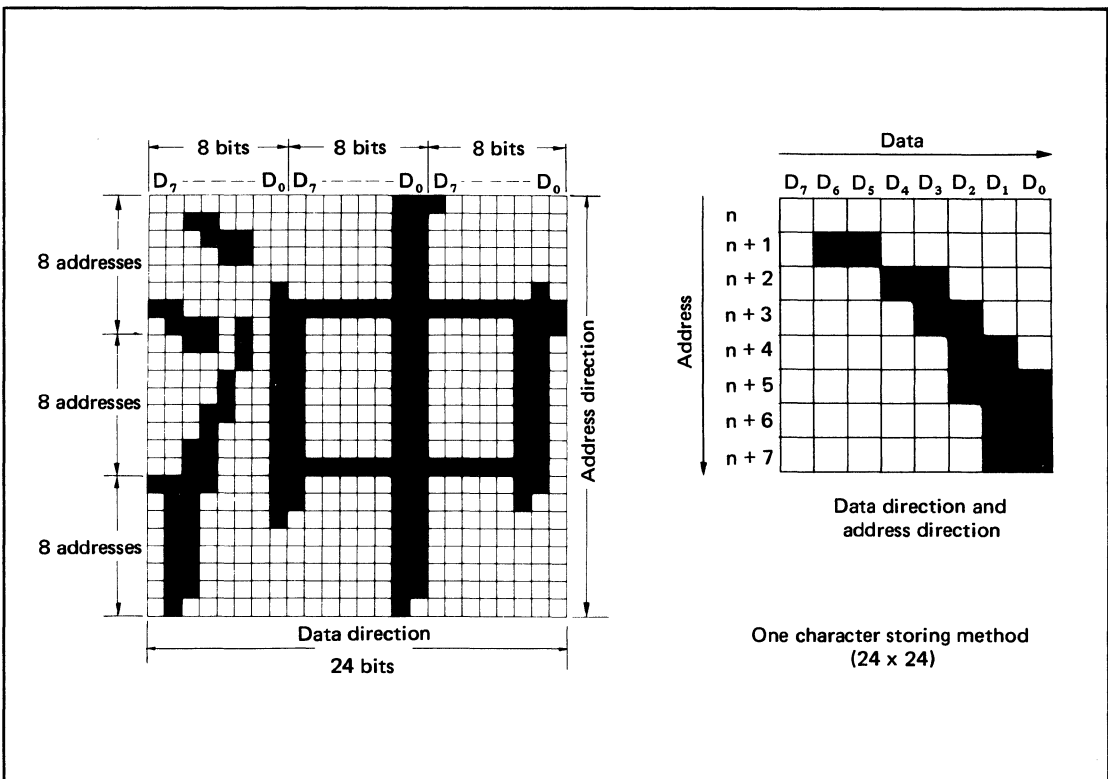 8 bits 8 bits 8 bits
D₇ D₀ D₇ D₀ D₇ D₀
8 addresses
8 addresses
8 addresses
沖
Address direction
Data direction
24 bits
Data
D₇ D₆ D₅ D₄ D₃ D₂ D₁ D₀
Address
n
n + 1
n + 2
n + 3
n + 4
n + 5
n + 6
n + 7
Data direction and
address direction
One character storing method
(24 x 24)